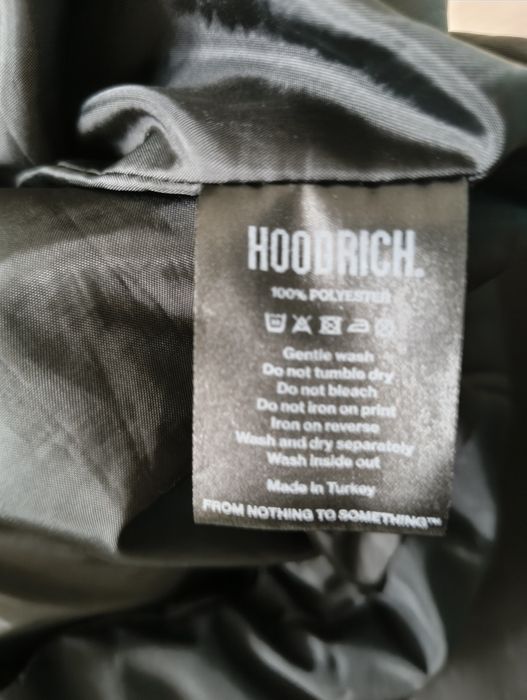 HOODRICH.
100% POLYESTER
Gentle wash
Do not tumble dry
Do not bleach
Do not iron on print
Iron on reverse
Wash and dry separately
Wash inside out
Made in Turkey
FROM NOTHING TO SOMETHING™